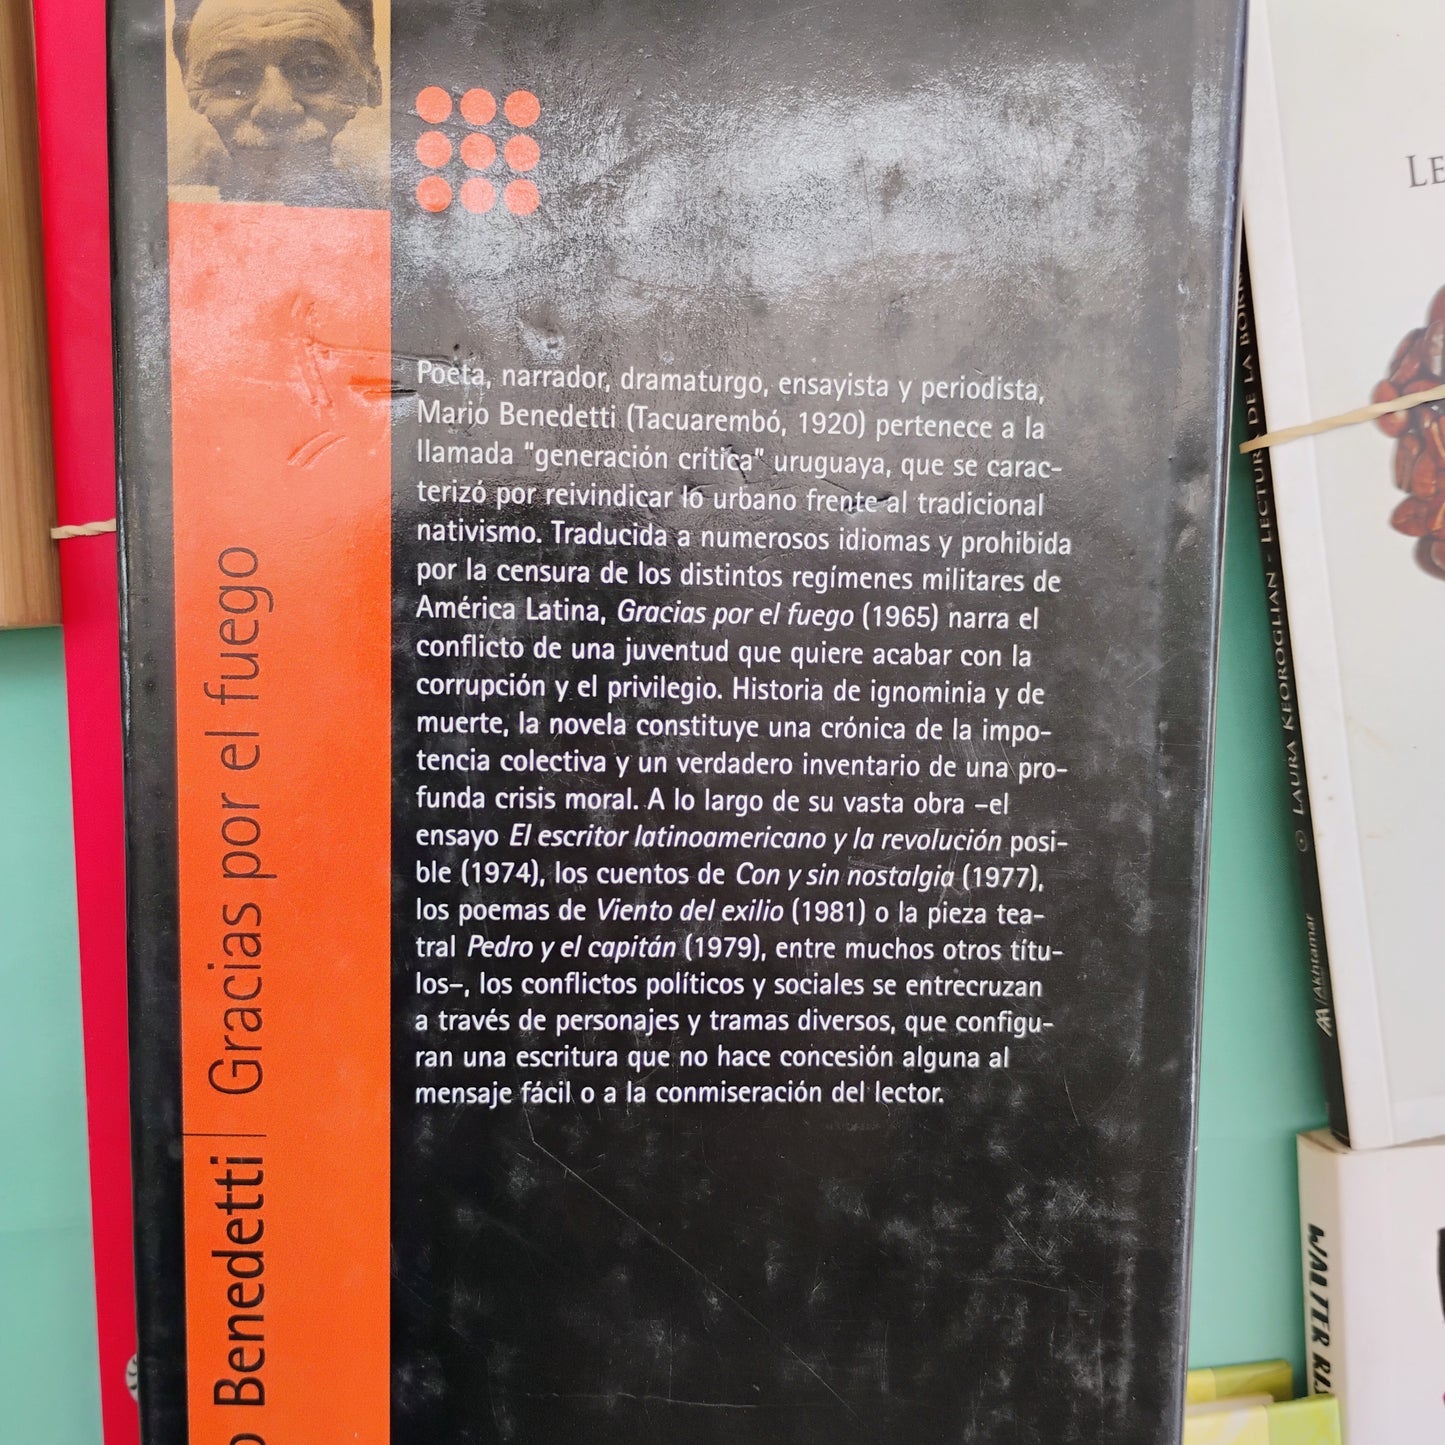 Poeta, narrador, dramaturgo, ensayista y periodista,
Mario Benedetti (Tacuarembó, 1920) pertenece a la
llamada "generación crítica" uruguaya, que se carac-
terizó por reivindicar lo urbano frente al tradicional
nativismo. Traducida a numerosos idiomas y prohibida
por la censura de los distintos regímenes militares de
América Latina, Gracias por el fuego (1965) narra el
conflicto de una juventud que quiere acabar con la
corrupción y el privilegio. Historia de ignominia y de
muerte, la novela constituye una crónica de la impo-
tencia colectiva y un verdadero inventario de una pro-
funda crisis moral. A lo largo de su vasta obra –el
ensayo El escritor latinoamericano y la revolución posi-
ble (1974), los cuentos de Con y sin nostalgia (1977),
los poemas de Viento del exilio (1981) o la pieza tea-
tral Pedro y el capitán (1979), entre muchos otros títu-
los–, los conflictos políticos y sociales se entrecruzan
a través de personajes y tramas diversos, que configu-
ran una escritura que no hace concesión alguna al
mensaje fácil o a la conmiseración del lector.
o Benedetti | Gracias por el fuego
LAURA KEOROGLIAN - LECTURA DE LA
M/Akhtamar
LE
WALTER